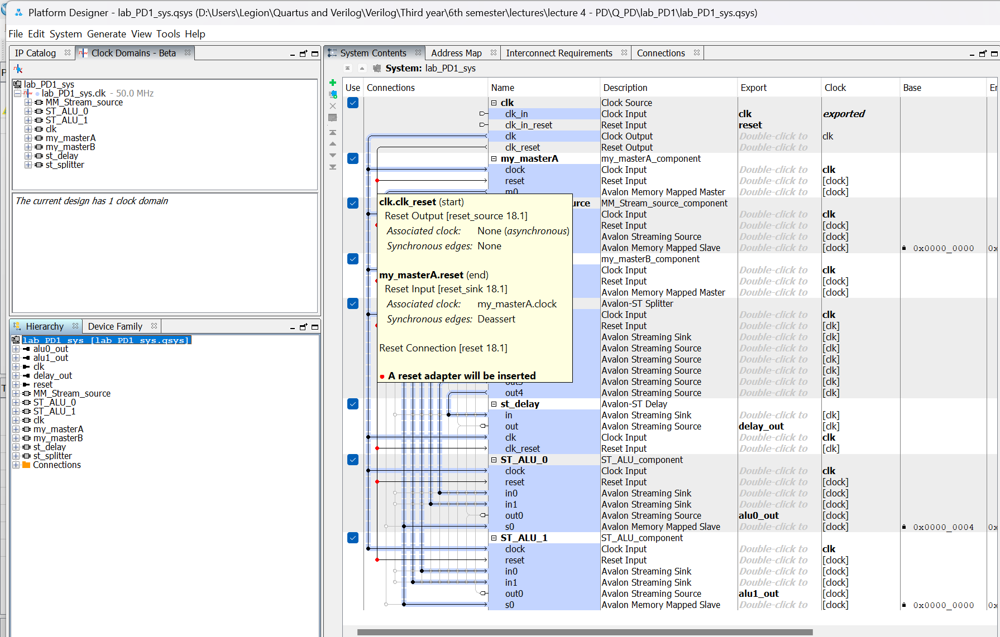 Platform Designer - lab_PD1_sys.qsys (D:\Users\Legion\Quartus and Verilog\Verilog\Third year\6th semester\lectures\lecture 4 - PD\Q_PD\lab_PD1\lab_PD1_sys.qsys)
File Edit System Generate View Tools Help
IP Catalog
Clock Domains - Beta
lab_PD1_sys
lab_PD1_sys.clk - 50.0 MHz
MM_Stream_source
ST_ALU_0
ST_ALU_1
clk
my_masterA
my_masterB
st_delay
st_splitter
The current design has 1 clock domain
Hierarchy
Device Family
lab_PD1_sys [lab_PD1_sys.qsys]
alu0_out
alu1_out
clk
delay_out
reset
MM_Stream_source
ST_ALU_0
ST_ALU_1
clk
my_masterA
my_masterB
st_delay
st_splitter
Connections
System Contents
Address Map
Interconnect Requirements
Connections
System: lab_PD1_sys
Use Connections Name Description Export Clock Base
clk Clock Source
clk_in Clock Input clk exported
clk_in_reset Reset Input reset
clk Clock Output Double-click to clk
clk_reset Reset Output Double-click to
my_masterA my_masterA_component
clock Clock Input Double-click to clk
reset Reset Input Double-click to [clock]
m0 Avalon Memory Mapped Master Double-click to [clock]
urce MM_Stream_source_component
Clock Input Double-click to clk
Reset Input Double-click to [clock]
Avalon Streaming Source Double-click to [clock]
Avalon Memory Mapped Slave Double-click to [clock] 0x0000_0000 0x
my_masterB_component
Clock Input Double-click to clk
Reset Input Double-click to [clock]
Avalon Memory Mapped Master Double-click to [clock]
Avalon-ST Splitter
Clock Input Double-click to clk
Reset Input Double-click to [clk]
Avalon Streaming Sink Double-click to [clk]
Avalon Streaming Source Double-click to [clk]
Avalon Streaming Source Double-click to [clk]
Avalon Streaming Source Double-click to [clk]
out3 Avalon Streaming Source Double-click to [clk]
out4 Avalon Streaming Source Double-click to [clk]
st_delay Avalon-ST Delay
in Avalon Streaming Sink Double-click to [clk]
out Avalon Streaming Source delay_out [clk]
clk Clock Input Double-click to clk
clk_reset Reset Input Double-click to [clk]
ST_ALU_0 ST_ALU_component
clock Clock Input Double-click to clk
reset Reset Input Double-click to [clock]
in0 Avalon Streaming Sink Double-click to [clock]
in1 Avalon Streaming Sink Double-click to [clock]
out0 Avalon Streaming Source alu0_out [clock]
s0 Avalon Memory Mapped Slave Double-click to [clock] 0x0000_0004 0x
ST_ALU_1 ST_ALU_component
clock Clock Input Double-click to clk
reset Reset Input Double-click to [clock]
in0 Avalon Streaming Sink Double-click to [clock]
in1 Avalon Streaming Sink Double-click to [clock]
out0 Avalon Streaming Source alu1_out [clock]
s0 Avalon Memory Mapped Slave Double-click to [clock] 0x0000_0000 0x
clk.clk_reset (start)
Reset Output [reset_source 18.1]
Associated clock: None (asynchronous)
Synchronous edges: None
my_masterA.reset (end)
Reset Input [reset_sink 18.1]
Associated clock: my_masterA.clock
Synchronous edges: Deassert
Reset Connection [reset 18.1]
A reset adapter will be inserted